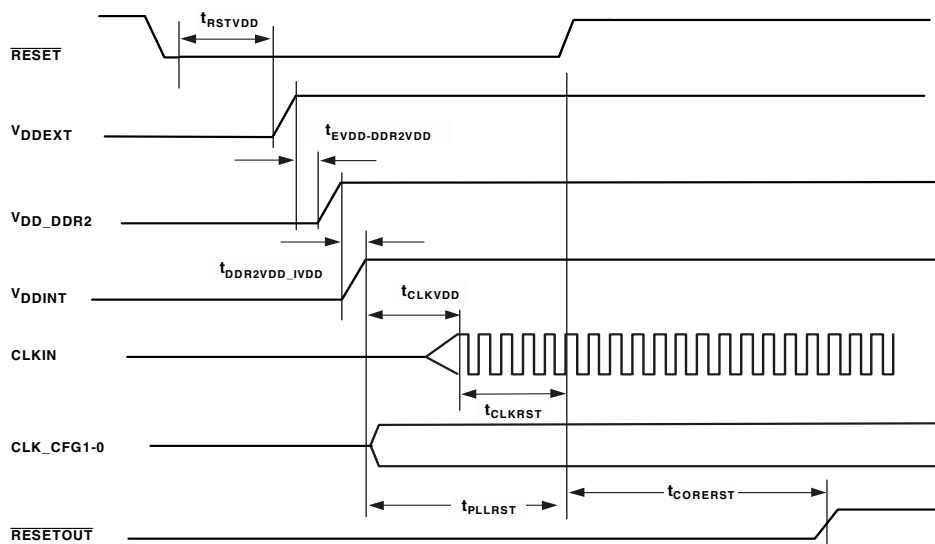 tRSTVDD
RESET
VDDEXT
tEVDD-DDR2VDD
VDD_DDR2
tDDR2VDD_IVDD
VDDINT
tCLKVDD
CLKIN
tCLKRST
CLK_CFG1-0
tPLLRST
tCORERST
RESETOUT